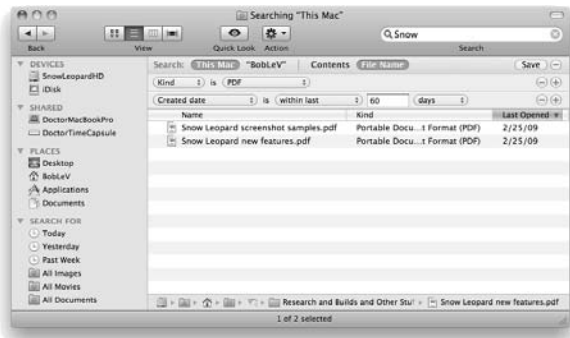 Searching "This Mac"
Snow
Back View Quick Look Action Search
DEVICES
SnowLeopardHD
iDisk
SHARED
DoctorMacBookPro
DoctorTimeCapsule
PLACES
Desktop
BobLeV
Applications
Documents
SEARCH FOR
Today
Yesterday
Past Week
All Images
All Movies
All Documents
Search: This Mac "BobLeV" Contents File Name Save
Kind is PDF
Created date is within last 60 days
Name Kind Last Opened
Snow Leopard screenshot samples.pdf Portable Docu...t Format (PDF) 2/25/09
Snow Leopard new features.pdf Portable Docu...t Format (PDF) 2/25/09
Research and Builds and Other Stuf Snow Leopard new features.pdf
1 of 2 selected